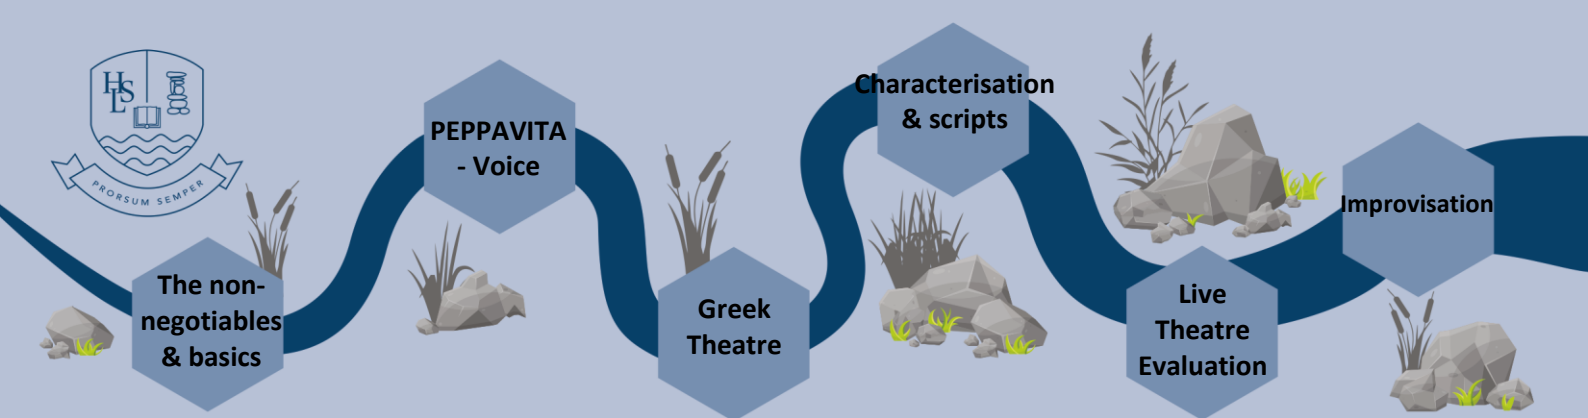 HLS
PRORSUM SEMPER
The non-
negotiables
& basics
PEPPAVITA
- Voice
Greek
Theatre
Characterisation
& scripts
Live
Theatre
Evaluation
Improvisation